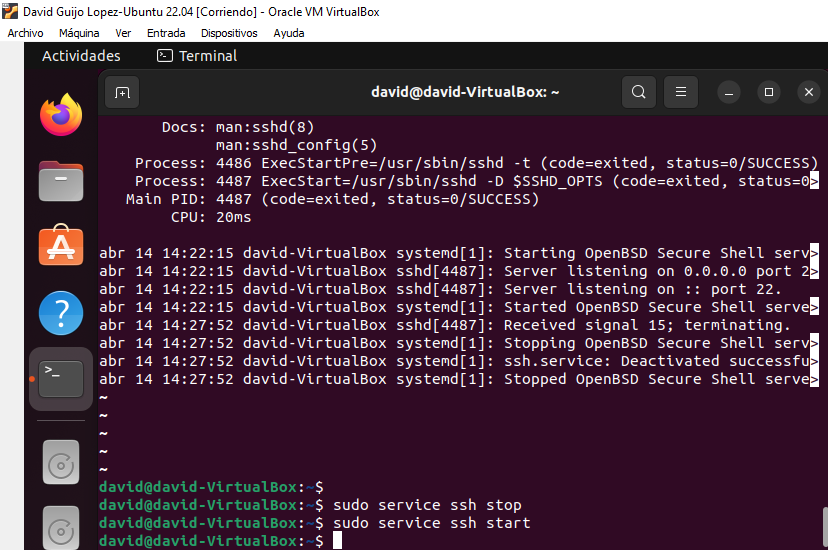 David Guijo Lopez-Ubuntu 22.04 [Corriendo] - Oracle VM VirtualBox
Archivo Máquina Ver Entrada Dispositivos Ayuda
Actividades Terminal
david@david-VirtualBox: ~
Docs: man:sshd(8)
man:sshd_config(5)
Process: 4486 ExecStartPre=/usr/sbin/sshd -t (code=exited, status=0/SUCCESS)
Process: 4487 ExecStart=/usr/sbin/sshd -D $SSHD_OPTS (code=exited, status=0>
Main PID: 4487 (code=exited, status=0/SUCCESS)
CPU: 20ms
abr 14 14:22:15 david-VirtualBox systemd[1]: Starting OpenBSD Secure Shell serv>
abr 14 14:22:15 david-VirtualBox sshd[4487]: Server listening on 0.0.0.0 port 2>
abr 14 14:22:15 david-VirtualBox sshd[4487]: Server listening on :: port 22.
abr 14 14:22:15 david-VirtualBox systemd[1]: Started OpenBSD Secure Shell serve>
abr 14 14:27:52 david-VirtualBox sshd[4487]: Received signal 15; terminating.
abr 14 14:27:52 david-VirtualBox systemd[1]: Stopping OpenBSD Secure Shell serv>
abr 14 14:27:52 david-VirtualBox systemd[1]: ssh.service: Deactivated successfu>
abr 14 14:27:52 david-VirtualBox systemd[1]: Stopped OpenBSD Secure Shell serve>
~
~
~
~
~
david@david-VirtualBox:~$
david@david-VirtualBox:~$ sudo service ssh stop
david@david-VirtualBox:~$ sudo service ssh start
david@david-VirtualBox:~$